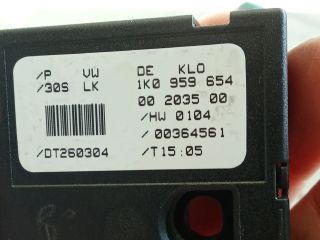 /P VW DE KLO
/30S LK 1K0 959 654
00 2035 00
/HW 0104
/ 00364561
/DT260304 /T15:05